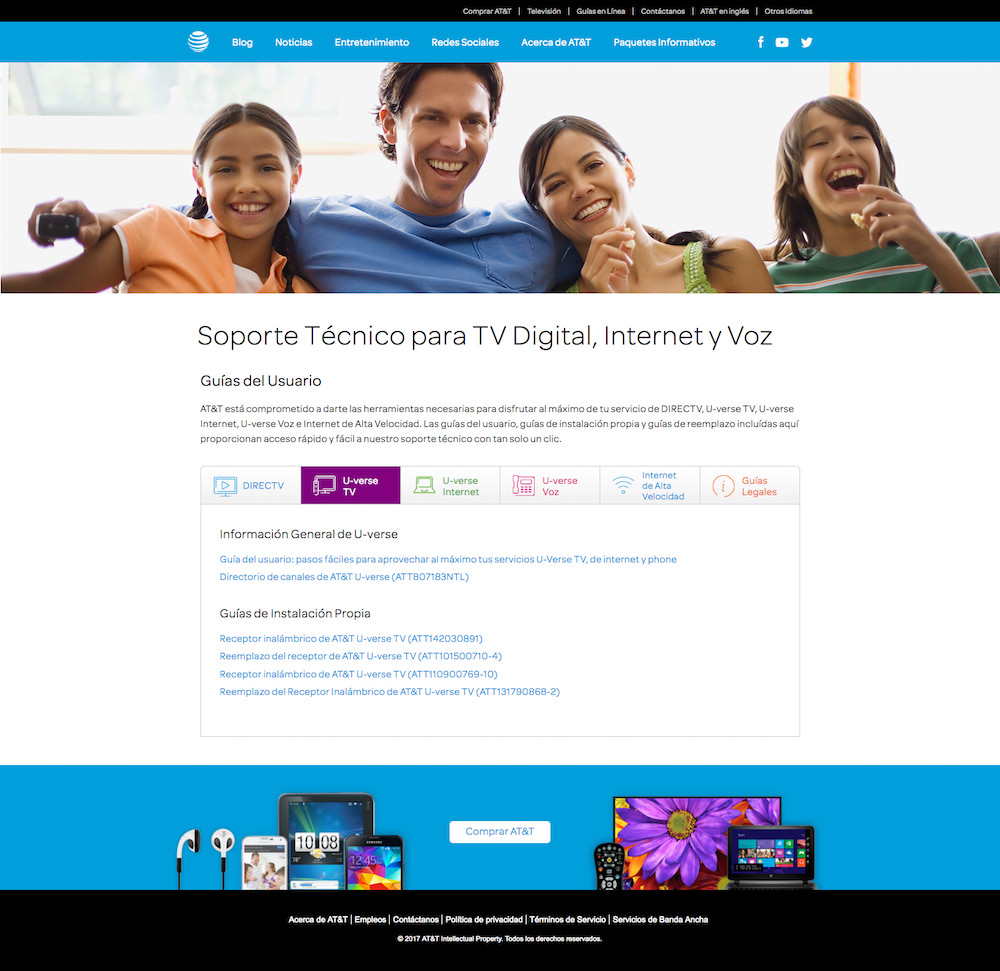 Comprar AT&T | Televisión | Guías en Línea | Contáctanos | AT&T en inglés | Otros Idiomas
Blog Noticias Entretenimiento Redes Sociales Acerca de AT&T Paquetes Informativos
Soporte Técnico para TV Digital, Internet y Voz
Guías del Usuario
AT&T está comprometido a darte las herramientas necesarias para disfrutar al máximo de tu servicio de DIRECTV, U-verse TV, U-verse
Internet, U-verse Voz e Internet de Alta Velocidad. Las guías del usuario, guías de instalación propia y guías de reemplazo incluídas aquí
proporcionan acceso rápido y fácil a nuestro soporte técnico con tan solo un clic.
DIRECTV
U-verse
TV
U-verse
Internet
U-verse
Voz
Internet
de Alta
Velocidad
Guías
Legales
Información General de U-verse
Guía del usuario: pasos fáciles para aprovechar al máximo tus servicios U-Verse TV, de internet y phone
Directorio de canales de AT&T U-verse (ATT807183NTL)
Guías de Instalación Propia
Receptor inalámbrico de AT&T U-verse TV (ATT142030891)
Reemplazo del receptor de AT&T U-verse TV (ATT101500710-4)
Receptor inalámbrico de AT&T U-verse TV (ATT110900769-10)
Reemplazo del Receptor Inalámbrico de AT&T U-verse TV (ATT131790868-2)
10:08
12:45
Comprar AT&T
Acerca de AT&T | Empleos | Contáctanos | Política de privacidad | Términos de Servicio | Servicios de Banda Ancha
© 2017 AT&T Intellectual Property. Todos los derechos reservados.